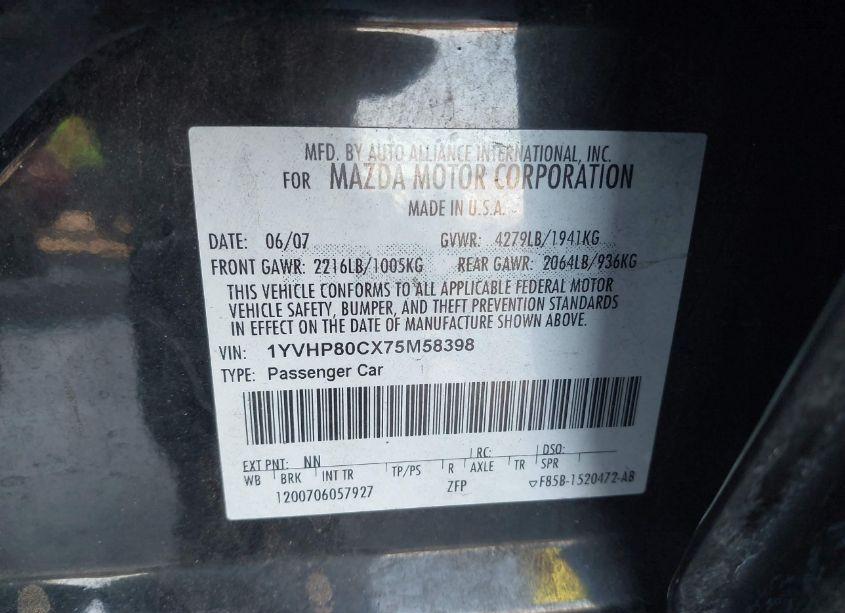 MFD. BY AUTO ALLIANCE INTERNATIONAL, INC.
FOR MAZDA MOTOR CORPORATION
MADE IN U.S.A.
DATE: 06/07 GVWR: 4279LB/1941KG
FRONT GAWR: 2216LB/1005KG REAR GAWR: 2064LB/936KG
THIS VEHICLE CONFORMS TO ALL APPLICABLE FEDERAL MOTOR
VEHICLE SAFETY, BUMPER, AND THEFT PREVENTION STANDARDS
IN EFFECT ON THE DATE OF MANUFACTURE SHOWN ABOVE.
VIN: 1YVHP80CX75M58398
TYPE: Passenger Car
EXT PNT: NN RC: DSO:
WB BRK INT TR TP/PS R AXLE TR SPR
1200706057927 ZFP ▽F85B-1520472-AB